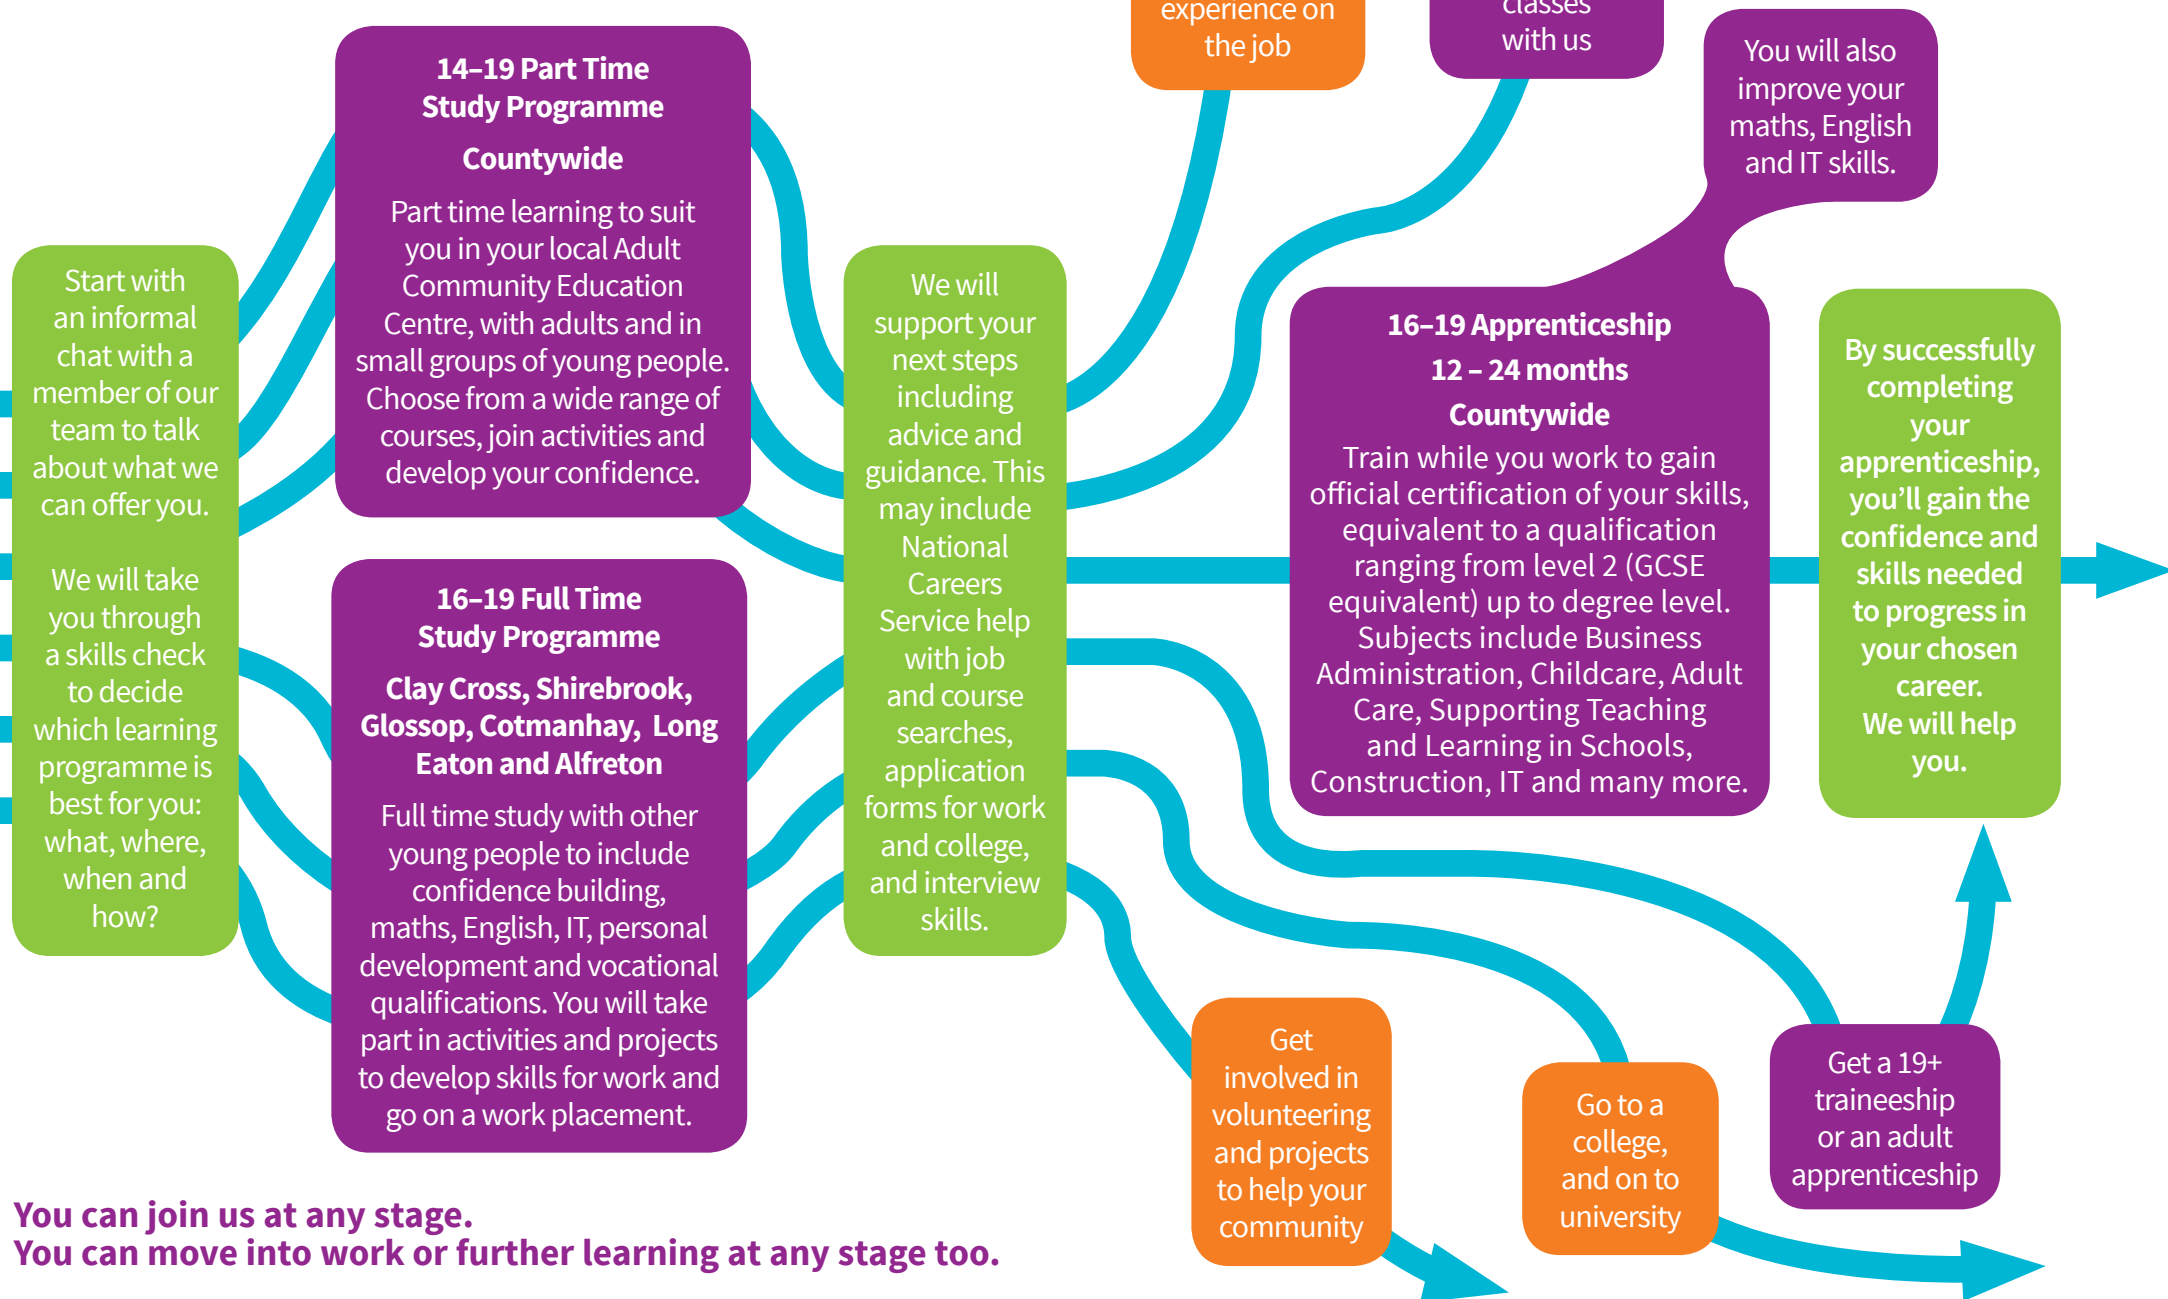 Start with
an informal
chat with a
member of our
team to talk
about what we
can offer you.
We will take
you through
a skills check
to decide
which learning
programme is
best for you:
what, where,
when and
how?
14–19 Part Time
Study Programme
Countywide
Part time learning to suit
you in your local Adult
Community Education
Centre, with adults and in
small groups of young people.
Choose from a wide range of
courses, join activities and
develop your confidence.
16–19 Full Time
Study Programme
Clay Cross, Shirebrook,
Glossop, Cotmanhay, Long
Eaton and Alfreton
Full time study with other
young people to include
confidence building,
maths, English, IT, personal
development and vocational
qualifications. You will take
part in activities and projects
to develop skills for work and
go on a work placement.
We will
support your
next steps
including
advice and
guidance. This
may include
National
Careers
Service help
with job
and course
searches,
application
forms for work
and college,
and interview
skills.
experience on
the job
classes
with us
You will also
improve your
maths, English
and IT skills.
16–19 Apprenticeship
12 – 24 months
Countywide
Train while you work to gain
official certification of your skills,
equivalent to a qualification
ranging from level 2 (GCSE
equivalent) up to degree level.
Subjects include Business
Administration, Childcare, Adult
Care, Supporting Teaching
and Learning in Schools,
Construction, IT and many more.
By successfully
completing
your
apprenticeship,
you’ll gain the
confidence and
skills needed
to progress in
your chosen
career.
We will help
you.
Get
involved in
volunteering
and projects
to help your
community
Go to a
college,
and on to
university
Get a 19+
traineeship
or an adult
apprenticeship
You can join us at any stage.
You can move into work or further learning at any stage too.